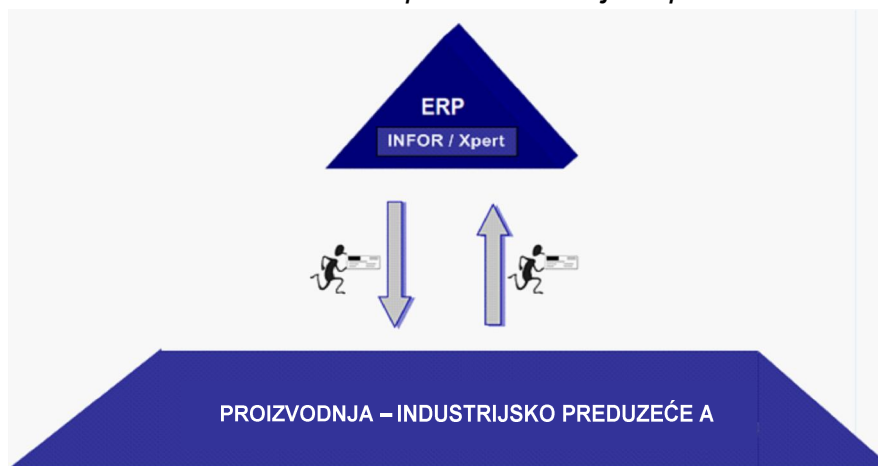 ERP
INFOR / Xpert
PROIZVODNJA – INDUSTRIJSKO PREDUZEĆE A